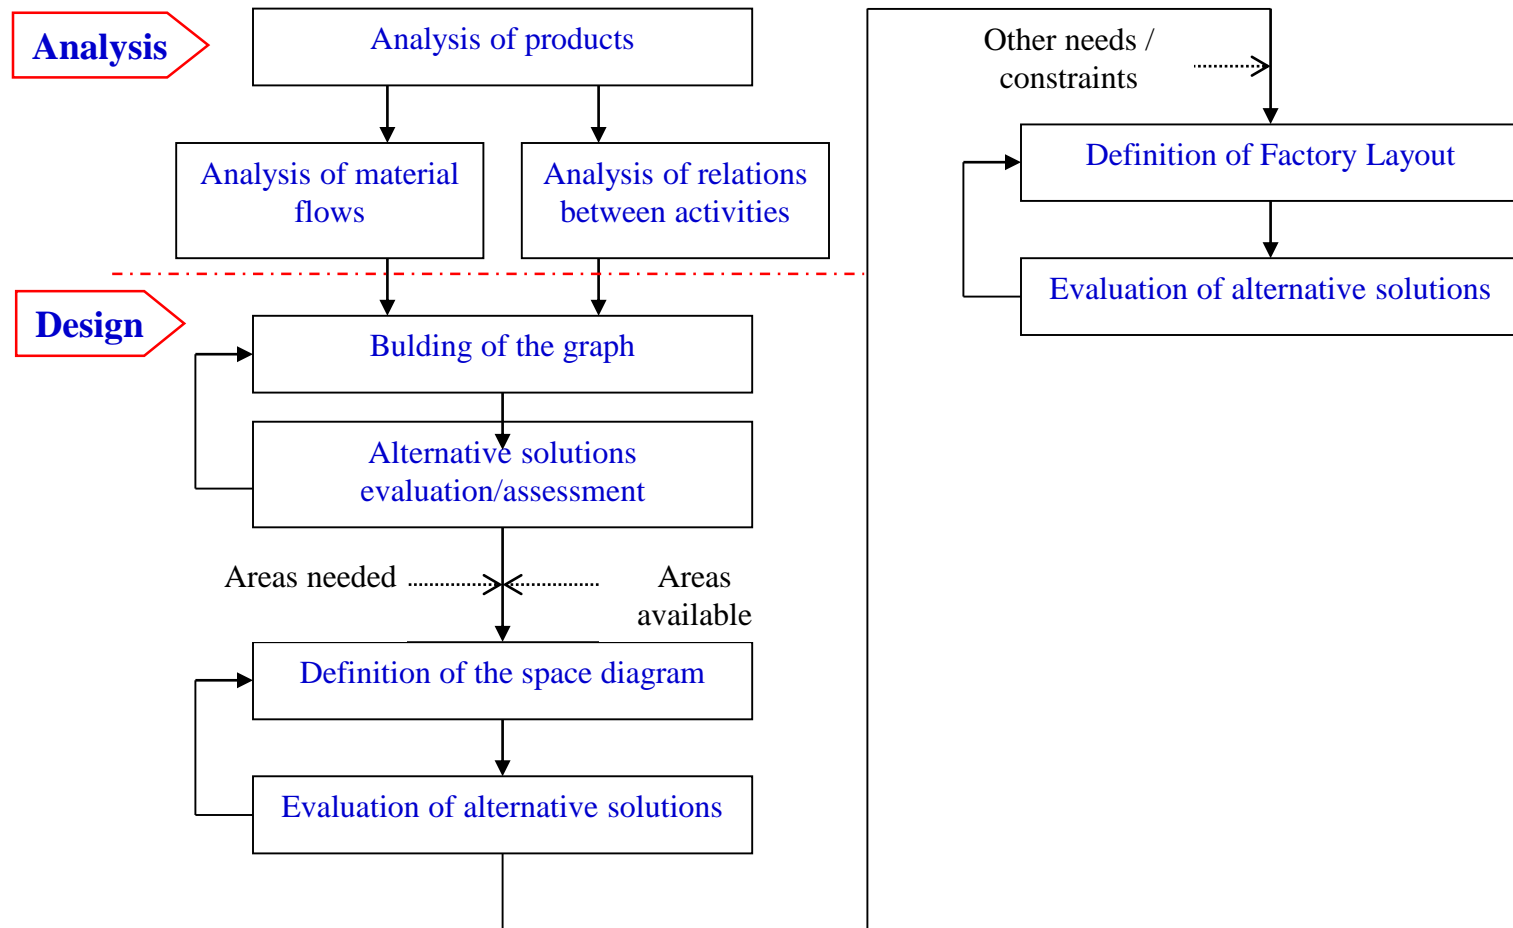 Analysis
Analysis of products
Analysis of material
flows
Analysis of relations
between activities
Design
Bulding of the graph
Alternative solutions
evaluation/assessment
Areas needed
Areas
available
Definition of the space diagram
Evaluation of alternative solutions
Other needs /
constraints
Definition of Factory Layout
Evaluation of alternative solutions